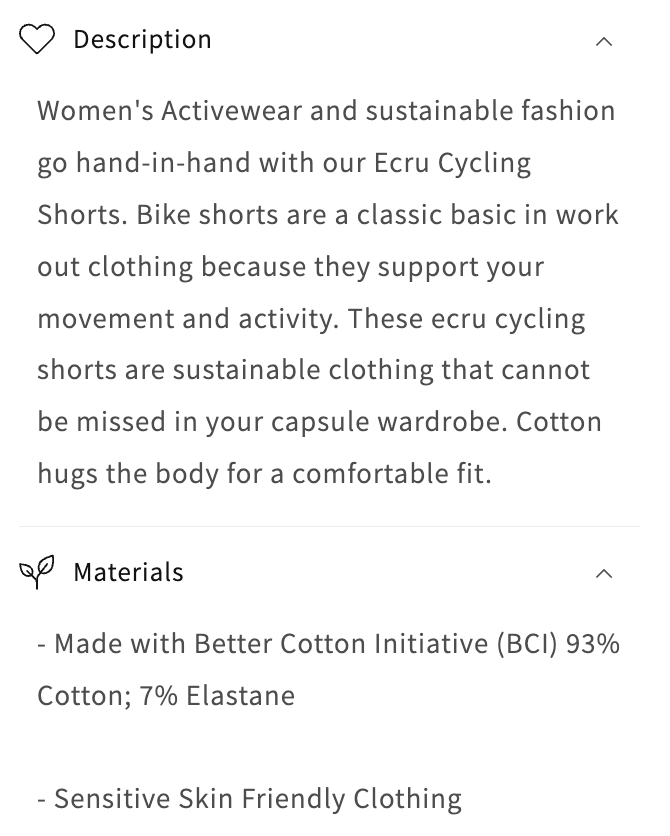 Description
Women's Activewear and sustainable fashion
go hand-in-hand with our Ecru Cycling
Shorts. Bike shorts are a classic basic in work
out clothing because they support your
movement and activity. These ecru cycling
shorts are sustainable clothing that cannot
be missed in your capsule wardrobe. Cotton
hugs the body for a comfortable fit.
Materials
- Made with Better Cotton Initiative (BCI) 93%
Cotton; 7% Elastane
- Sensitive Skin Friendly Clothing